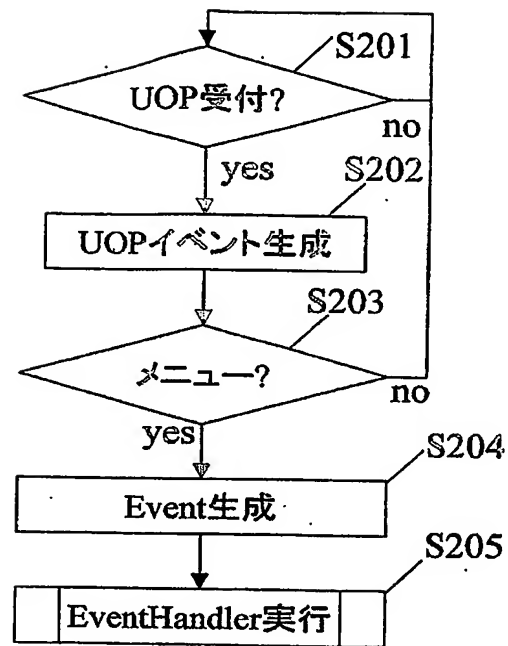 S201
UOP受付?
no
yes
S202
UOPイベント生成
S203
メニュー?
no
yes
S204
Event生成
S205
EventHandler実行